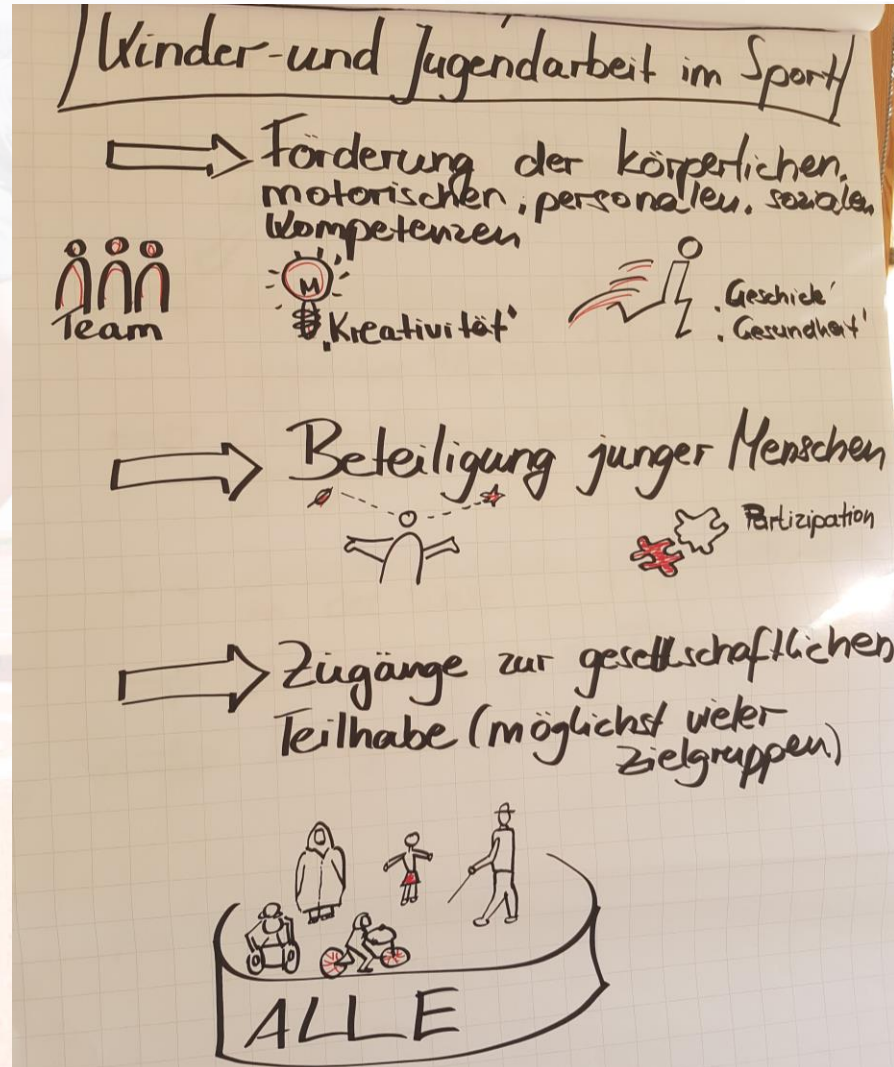 Kinder-und Jugendarbeit im Sport
Förderung der körperlichen,
motorischen, personalen, sozialen
Kompetenzen
Team
M
"Kreativität"
"Geschick"
"Gesundheit"
Beteiligung junger Menschen
Partizipation
Zugänge zur gesellschaftlichen
Teilhabe (möglichst vieler
Zielgruppen)
ALLE